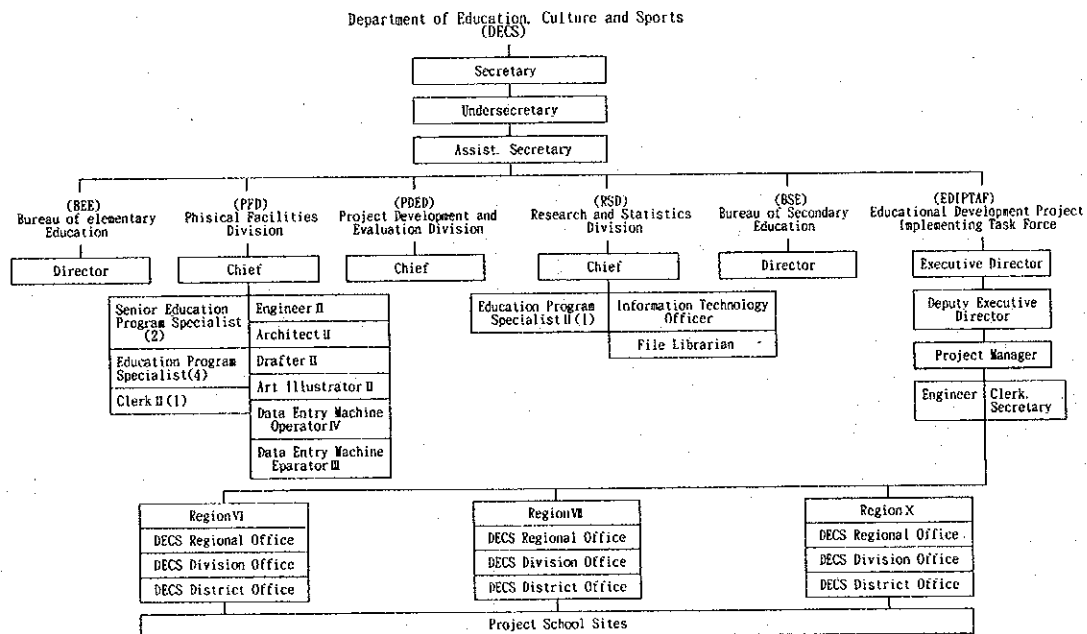 Department of Education, Culture and Sports
(DECS)
Secretary
Undersecretary
Assist. Secretary
(BEE)
Bureau of elementary
Education
Director
(PFD)
Phisical Facilities
Division
Chief
Senior Education
Program Specialist
(2)
Education Program
Specialist(4)
Clerk II (1)
Engineer II
Architect II
Drafter II
Art Illustrator II
Data Entry Machine
Operator IV
Data Entry Machine
Eparator III
(PDED)
Project Development and
Evaluation Division
Chief
(RSD)
Research and Statistics
Division
Chief
Education Program
Specialist II (1)
Information Technology
Officer
File Librarian
(BSE)
Bureau of Secondary
Education
Director
(EDIPTAF)
Educational Development Project
Implementing Task Force
Executive Director
Deputy Executive
Director
Project Manager
Engineer
Clerk.
Secretary
Region VI
DECS Regional Office
DECS Division Office
DECS District Office
Region VII
DECS Regional Office
DECS Division Office
DECS District Office
Region X
DECS Regional Office
DECS Division Office
DECS District Office
Project School Sites